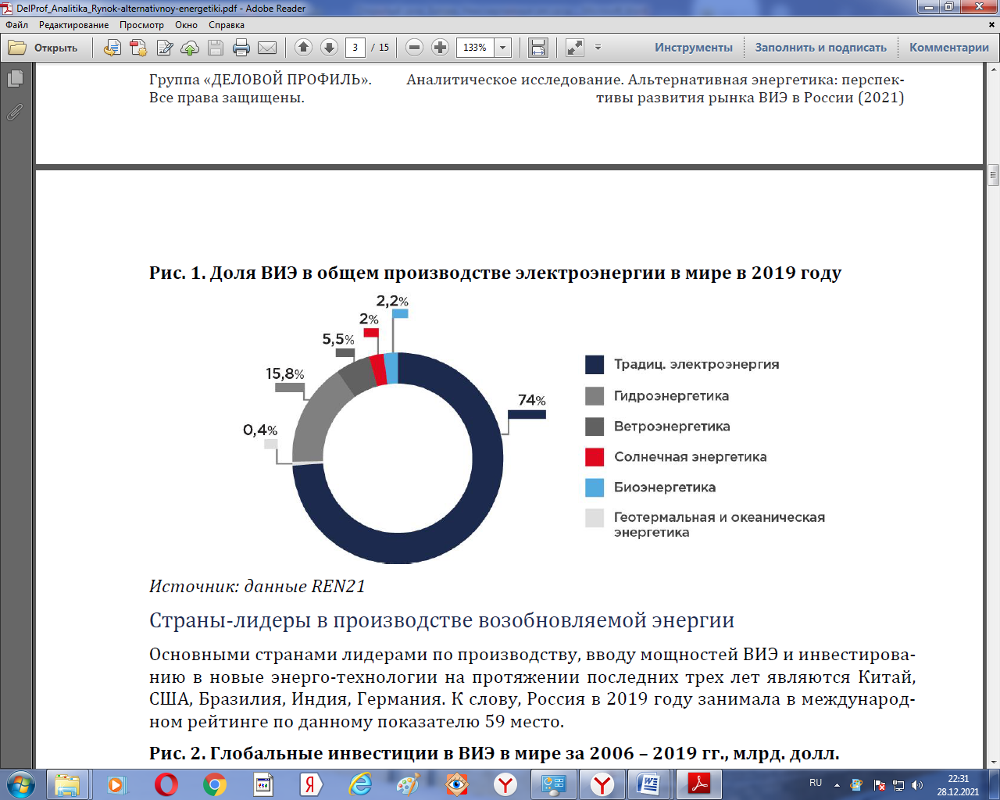 DelProf_Analitika_Rynok-alternativnoy-energetiki.pdf - Adobe Reader
Файл Редактирование Просмотр Окно Справка
Открыть 3 / 15 133% Инструменты Заполнить и подписать Комментарии
Группа «ДЕЛОВОЙ ПРОФИЛЬ». Аналитическое исследование. Альтернативная энергетика: перспек-
Все права защищены. тивы развития рынка ВИЭ в России (2021)
Рис. 1. Доля ВИЭ в общем производстве электроэнергии в мире в 2019 году
2,2%
2%
5,5%
15,8%
0,4%
74%
Традиц. электроэнергия
Гидроэнергетика
Ветроэнергетика
Солнечная энергетика
Биоэнергетика
Геотермальная и океаническая
энергетика
Источник: данные REN21
Страны-лидеры в производстве возобновляемой энергии
Основными странами лидерами по производству, вводу мощностей ВИЭ и инвестирова-
нию в новые энерго-технологии на протяжении последних трех лет являются Китай,
США, Бразилия, Индия, Германия. К слову, Россия в 2019 году занимала в международ-
ном рейтинге по данному показателю 59 место.
Рис. 2. Глобальные инвестиции в ВИЭ в мире за 2006 – 2019 гг., млрд. долл.
RU 22:31
28.12.2021